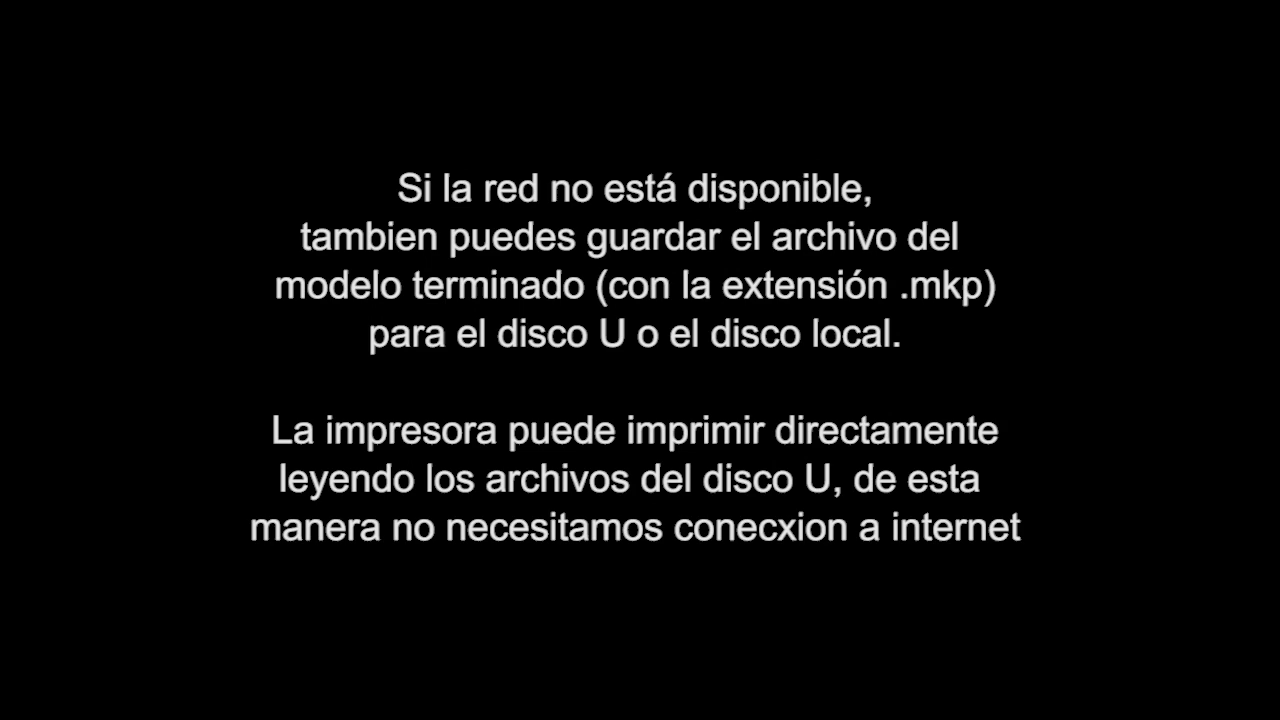 Si la red no está disponible,
tambien puedes guardar el archivo del
modelo terminado (con la extensión .mkp)
para el disco U o el disco local.
La impresora puede imprimir directamente
leyendo los archivos del disco U, de esta
manera no necesitamos conecxion a internet